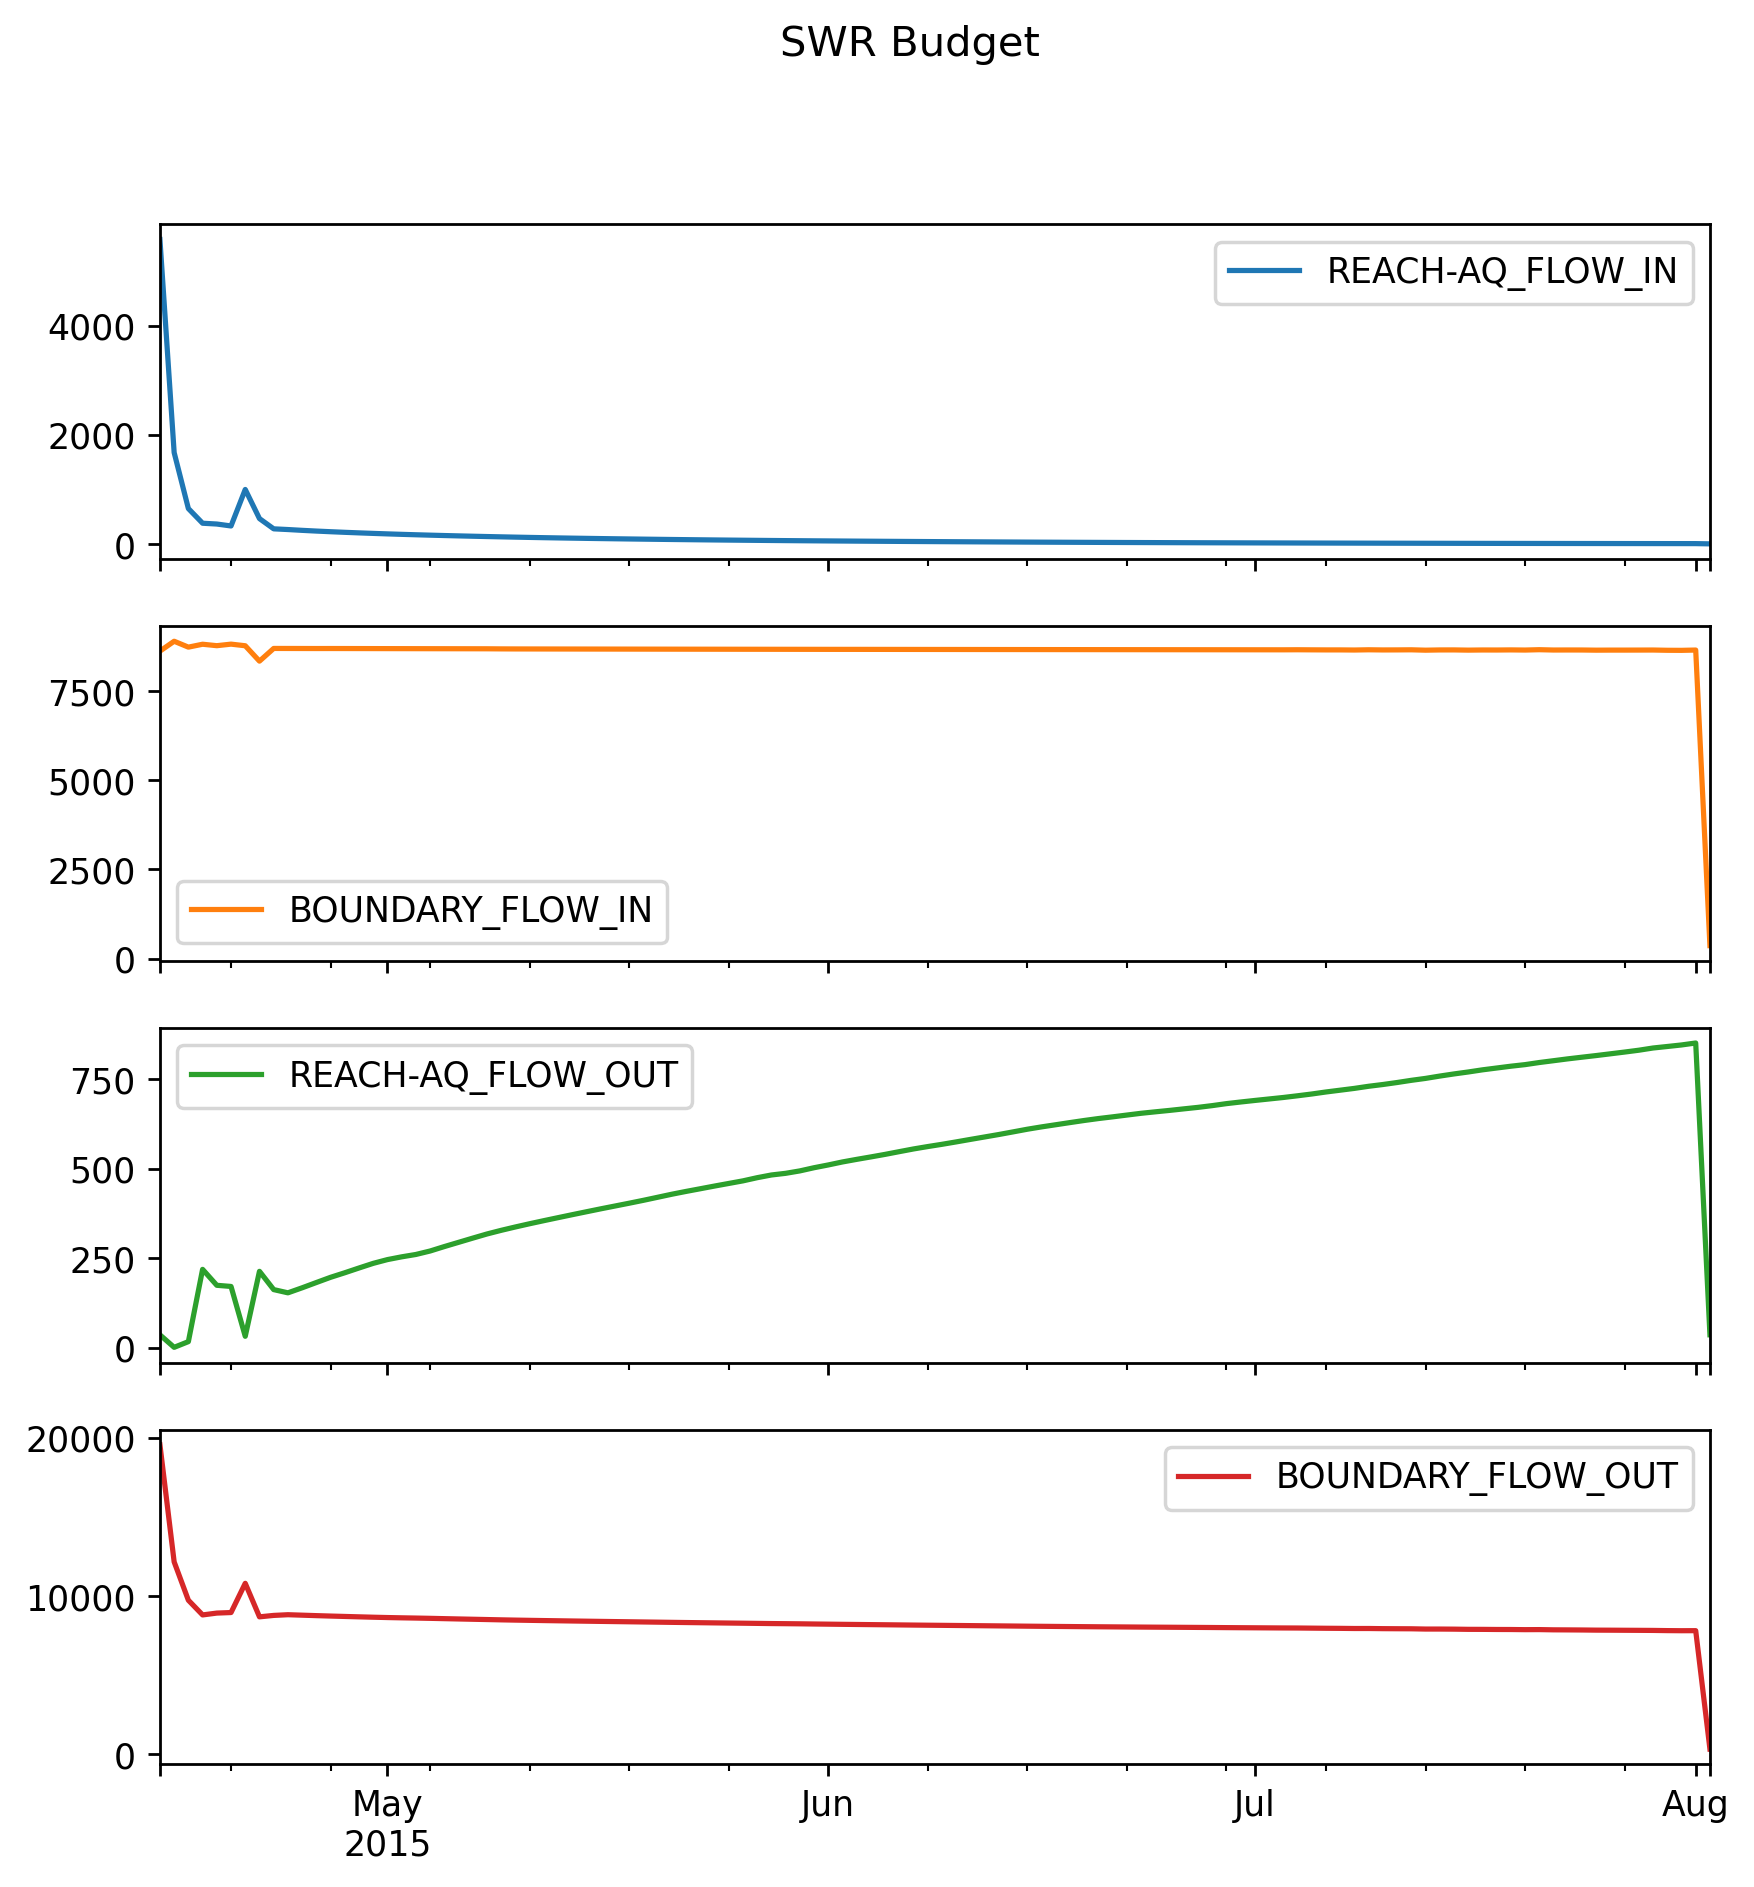 SWR Budget
REACH-AQ_FLOW_IN
4000
2000
0
7500
5000
2500
0
BOUNDARY_FLOW_IN
REACH-AQ_FLOW_OUT
750
500
250
0
20000
BOUNDARY_FLOW_OUT
10000
0
May Jun Jul Aug
2015